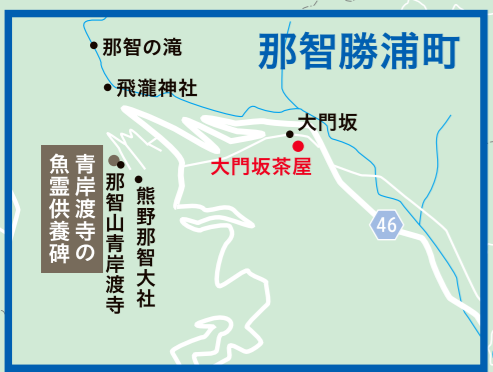 那智勝浦町
那智の滝
飛瀧神社
大門坂
大門坂茶屋
46
熊野那智大社
那智山青岸渡寺
青岸渡寺の
魚霊供養碑